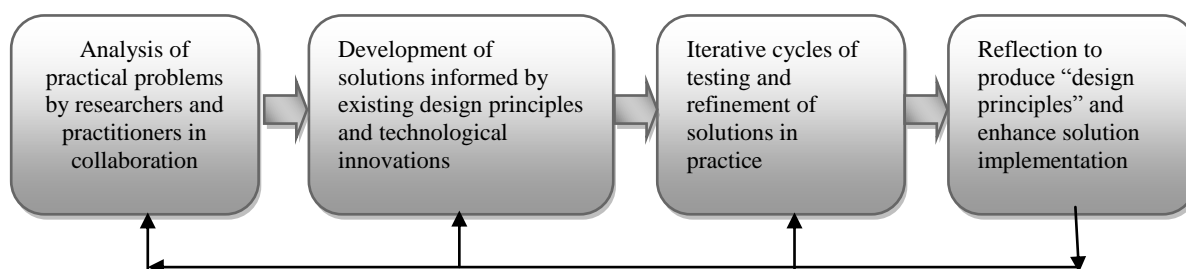 Analysis of
practical problems
by researchers and
practitioners in
collaboration
Development of
solutions informed by
existing design principles
and technological
innovations
Iterative cycles of
testing and
refinement of
solutions in
practice
Reflection to
produce “design
principles” and
enhance solution
implementation